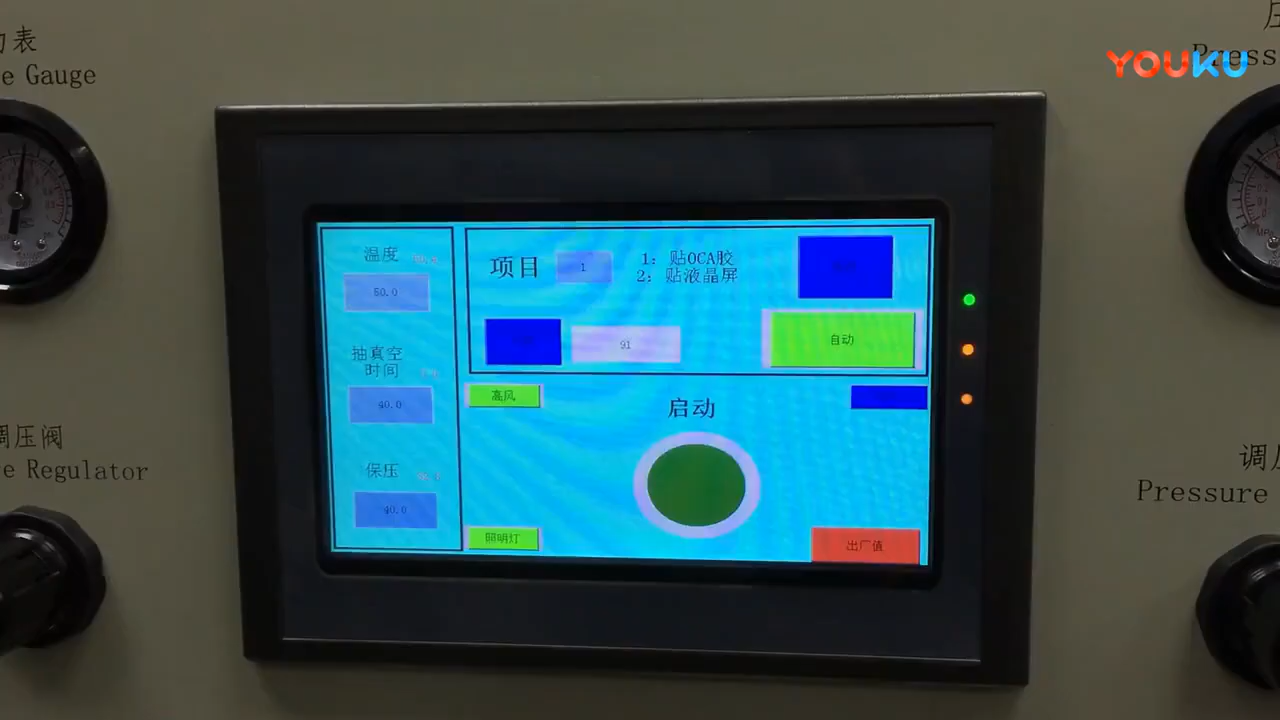 力表
e Gauge
压
Press
YOUKU
温度
50.0
抽真空
时间
40.0
保压
40.0
项目
1
1: 贴OCA胶
2: 贴液晶屏
91
自动
高风
启动
照明灯
出厂值
调压阀
e Regulator
调压
Pressure